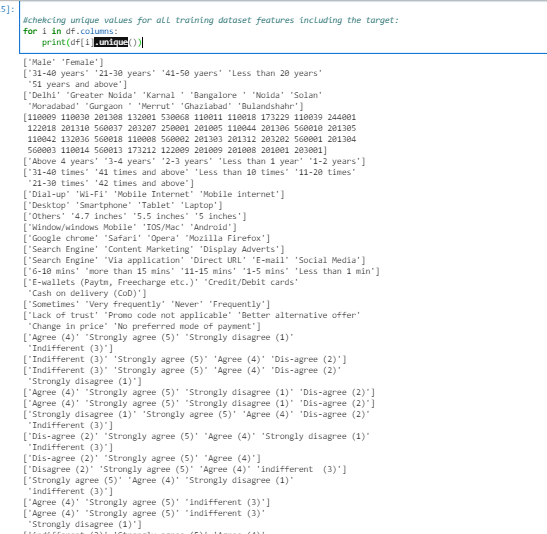 5]:
#chekcing unique values for all training dataset features including the target:
for i in df.columns:
print(df[i].unique())
['Male' 'Female']
['31-40 years' '21-30 years' '41-50 yaers' 'Less than 20 years'
'51 years and above']
['Delhi' 'Greater Noida' 'Karnal ' 'Bangalore ' 'Noida' 'Solan'
'Moradabad' 'Gurgaon ' 'Merrut' 'Ghaziabad' 'Bulandshahr']
[110009 110030 201308 132001 530068 110011 110018 173229 110039 244001
122018 201310 560037 203207 250001 201005 110044 201306 560010 201305
110042 132036 560018 110008 560002 201303 201312 203202 560001 201304
560003 110014 560013 173212 122009 201009 201008 201001 203001]
['Above 4 years' '3-4 years' '2-3 years' 'Less than 1 year' '1-2 years']
['31-40 times' '41 times and above' 'Less than 10 times' '11-20 times'
'21-30 times' '42 times and above']
['Dial-up' 'Wi-Fi' 'Mobile Internet' 'Mobile internet']
['Desktop' 'Smartphone' 'Tablet' 'Laptop']
['Others' '4.7 inches' '5.5 inches' '5 inches']
['Window/windows Mobile' 'IOS/Mac' 'Android']
['Google chrome' 'Safari' 'Opera' 'Mozilla Firefox']
['Search Engine' 'Content Marketing' 'Display Adverts']
['Search Engine' 'Via application' 'Direct URL' 'E-mail' 'Social Media']
['6-10 mins' 'more than 15 mins' '11-15 mins' '1-5 mins' 'Less than 1 min']
['E-wallets (Paytm, Freecharge etc.)' 'Credit/Debit cards'
'Cash on delivery (CoD)']
['Sometimes' 'Very frequently' 'Never' 'Frequently']
['Lack of trust' 'Promo code not applicable' 'Better alternative offer'
'Change in price' 'No preferred mode of payment']
['Agree (4)' 'Strongly agree (5)' 'Strongly disagree (1)'
'Indifferent (3)']
['Indifferent (3)' 'Strongly agree (5)' 'Agree (4)' 'Dis-agree (2)']
['Indifferent (3)' 'Strongly agree (5)' 'Agree (4)' 'Dis-agree (2)'
'Strongly disagree (1)']
['Agree (4)' 'Strongly agree (5)' 'Strongly disagree (1)' 'Dis-agree (2)']
['Agree (4)' 'Strongly agree (5)' 'Strongly disagree (1)' 'Dis-agree (2)']
['Strongly disagree (1)' 'Strongly agree (5)' 'Agree (4)' 'Dis-agree (2)'
'Indifferent (3)']
['Dis-agree (2)' 'Strongly agree (5)' 'Agree (4)' 'Strongly disagree (1)'
'Indifferent (3)']
['Dis-agree (2)' 'Strongly agree (5)' 'Agree (4)']
['Disagree (2)' 'Strongly agree (5)' 'Agree (4)' 'indifferent  (3)']
['Strongly agree (5)' 'Agree (4)' 'Strongly disagree (1)'
'indifferent (3)']
['Agree (4)' 'Strongly agree (5)' 'indifferent (3)']
['Agree (4)' 'Strongly agree (5)' 'indifferent (3)'
'Strongly disagree (1)']